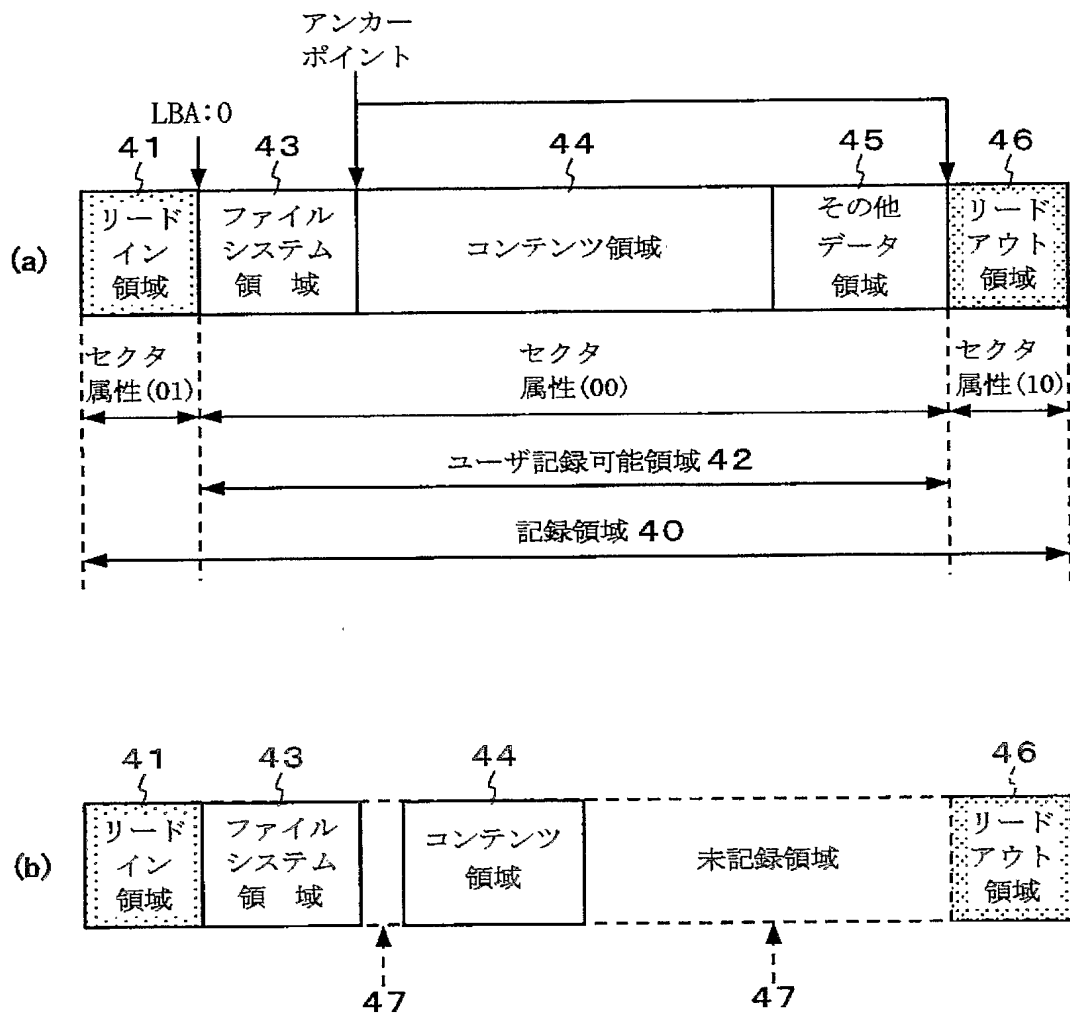 アンカー
ポイント
LBA:0
41
43
44
45
46
(a)
リード
イン
領域
ファイル
システム
領 域
コンテンツ領域
その他
データ
領域
リード
アウト
領域
セクタ
属性(01)
セクタ
属性(00)
セクタ
属性(10)
ユーザ記録可能領域 42
記録領域 40
41
43
44
46
(b)
リード
イン
領域
ファイル
システム
領 域
コンテンツ
領域
未記録領域
リード
アウト
領域
47
47